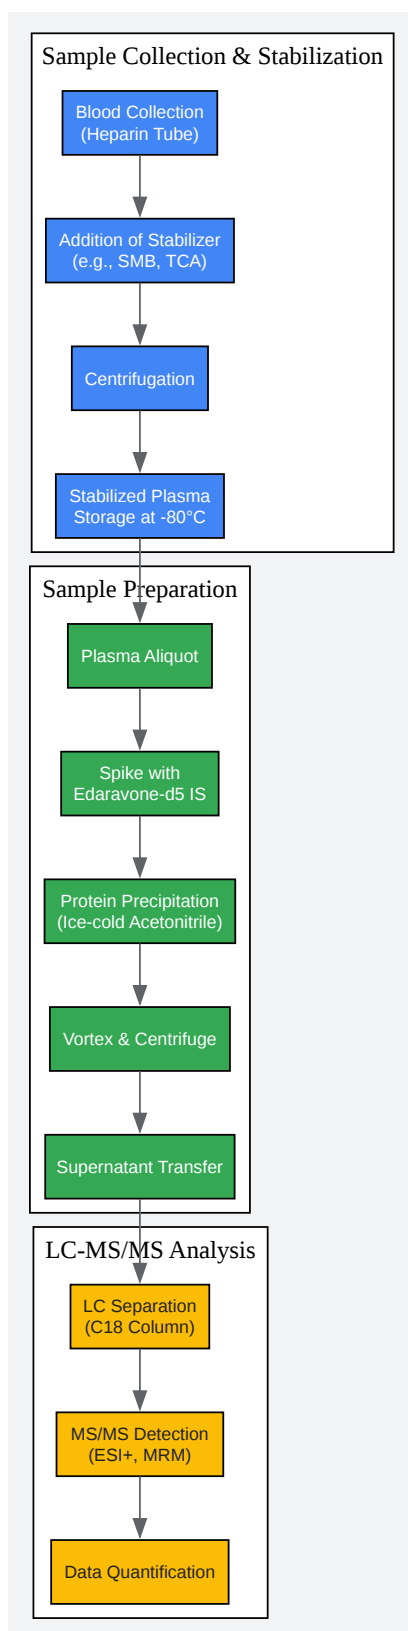 Sample Collection & Stabilization
Blood Collection
(Heparin Tube)
Addition of Stabilizer
(e.g., SMB, TCA)
Centrifugation
Stabilized Plasma
Storage at -80°C
Sample Preparation
Plasma Aliquot
Spike with
Edaravone-d5 IS
Protein Precipitation
(Ice-cold Acetonitrile)
Vortex & Centrifuge
Supernatant Transfer
LC-MS/MS Analysis
LC Separation
(C18 Column)
MS/MS Detection
(ESI+, MRM)
Data Quantification